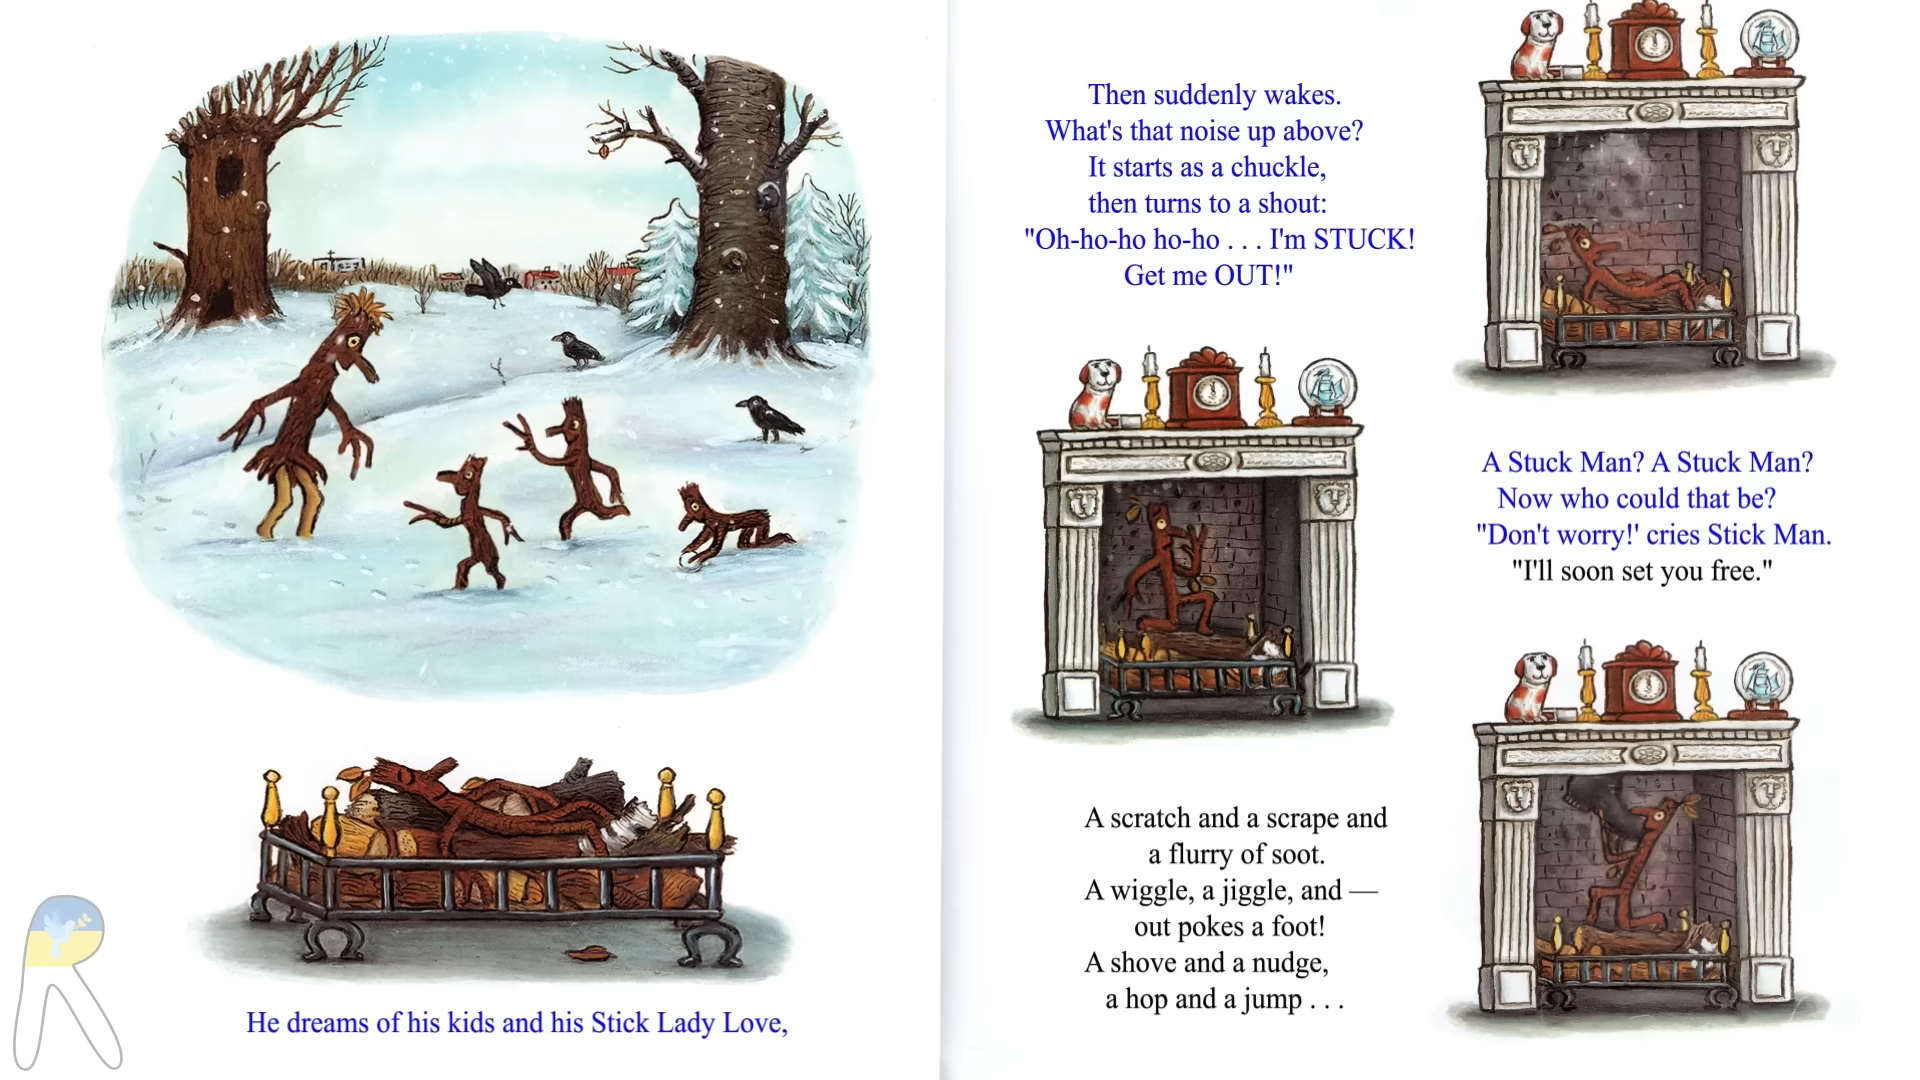 He dreams of his kids and his Stick Lady Love,
Then suddenly wakes.
What's that noise up above?
It starts as a chuckle,
then turns to a shout:
"Oh-ho-ho ho-ho . . . I'm STUCK!
Get me OUT!"
A Stuck Man? A Stuck Man?
Now who could that be?
"Don't worry!' cries Stick Man.
"I'll soon set you free."
A scratch and a scrape and
a flurry of soot.
A wiggle, a jiggle, and —
out pokes a foot!
A shove and a nudge,
a hop and a jump . . .